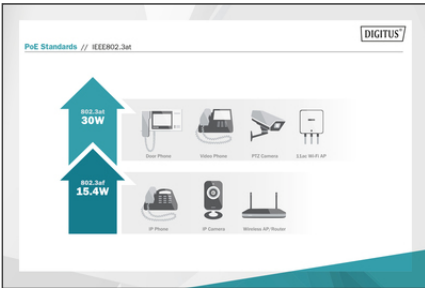 DIGITUS®
PoE Standards // IEEE802.3at
802.3at
30W
Door Phone
Video Phone
PTZ Camera
11ac Wi-Fi AP
802.3af
15.4W
IP Phone
IP Camera
Wireless AP/Router